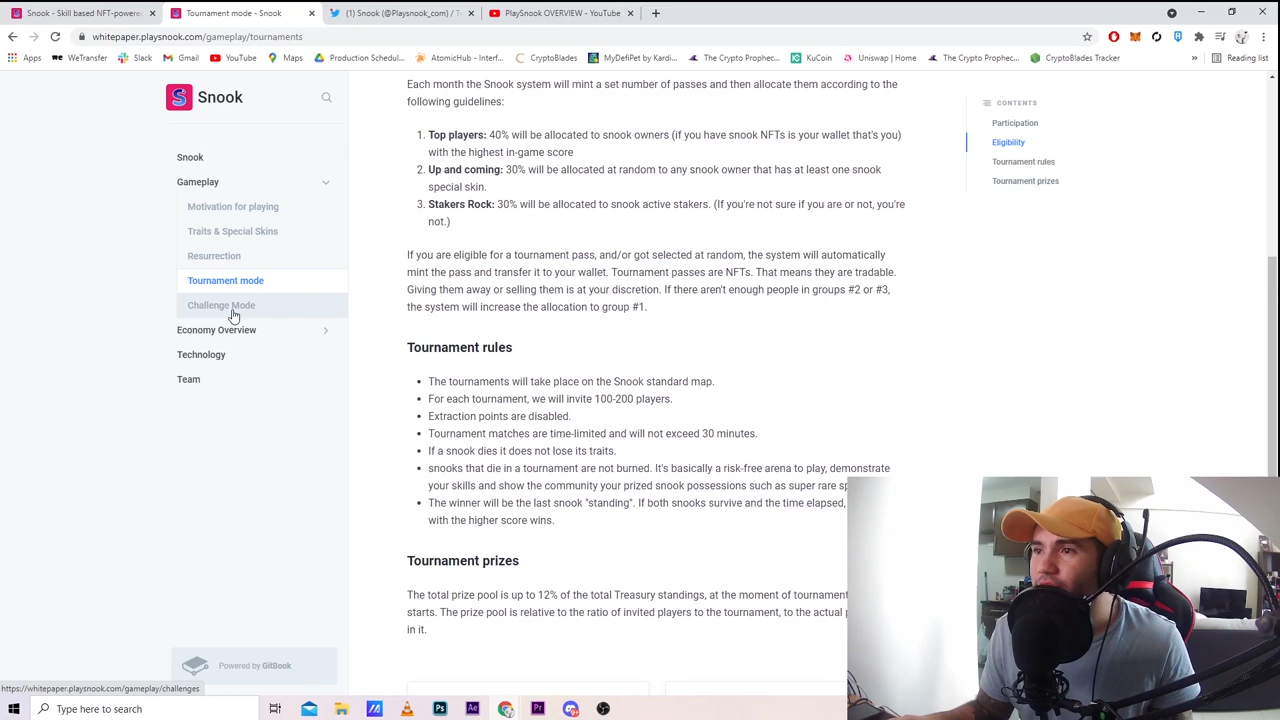 Snook - Skill based NFT-powere
Tournament mode - Snook
(1) Snook (@Playsnook_com) / T
PlaySnook OVERVIEW - YouTube
whitepaper.playsnook.com/gameplay/tournaments
Apps
WeTransfer
Slack
Gmail
YouTube
Maps
Production Schedul...
AtomicHub - Interf...
CryptoBlades
MyDefiPet by Kardi...
The Crypto Prophec...
KuCoin
Uniswap | Home
The Crypto Prophec...
CryptoBlades Tracker
»
Reading list
Snook
Snook
Gameplay
Motivation for playing
Traits & Special Skins
Resurrection
Tournament mode
Challenge Mode
Economy Overview
Technology
Team
Powered by GitBook
Each month the Snook system will mint a set number of passes and then allocate them according to the
following guidelines:
1. Top players: 40% will be allocated to snook owners (if you have snook NFTs is your wallet that's you)
with the highest in-game score
2. Up and coming: 30% will be allocated at random to any snook owner that has at least one snook
special skin.
3. Stakers Rock: 30% will be allocated to snook active stakers. (If you're not sure if you are or not, you're
not.)
If you are eligible for a tournament pass, and/or got selected at random, the system will automatically
mint the pass and transfer it to your wallet. Tournament passes are NFTs. That means they are tradable.
Giving them away or selling them is at your discretion. If there aren't enough people in groups #2 or #3,
the system will increase the allocation to group #1.
Tournament rules
• The tournaments will take place on the Snook standard map.
• For each tournament, we will invite 100-200 players.
• Extraction points are disabled.
• Tournament matches are time-limited and will not exceed 30 minutes.
• If a snook dies it does not lose its traits.
• snooks that die in a tournament are not burned. It's basically a risk-free arena to play, demonstrate
your skills and show the community your prized snook possessions such as super rare sp
• The winner will be the last snook "standing". If both snooks survive and the time elapsed,
with the higher score wins.
Tournament prizes
The total prize pool is up to 12% of the total Treasury standings, at the moment of tournament
starts. The prize pool is relative to the ratio of invited players to the tournament, to the actual p
in it.
CONTENTS
Participation
Eligibility
Tournament rules
Tournament prizes
https://whitepaper.playsnook.com/gameplay/challenges
Type here to search
Ps
Ae
Pr